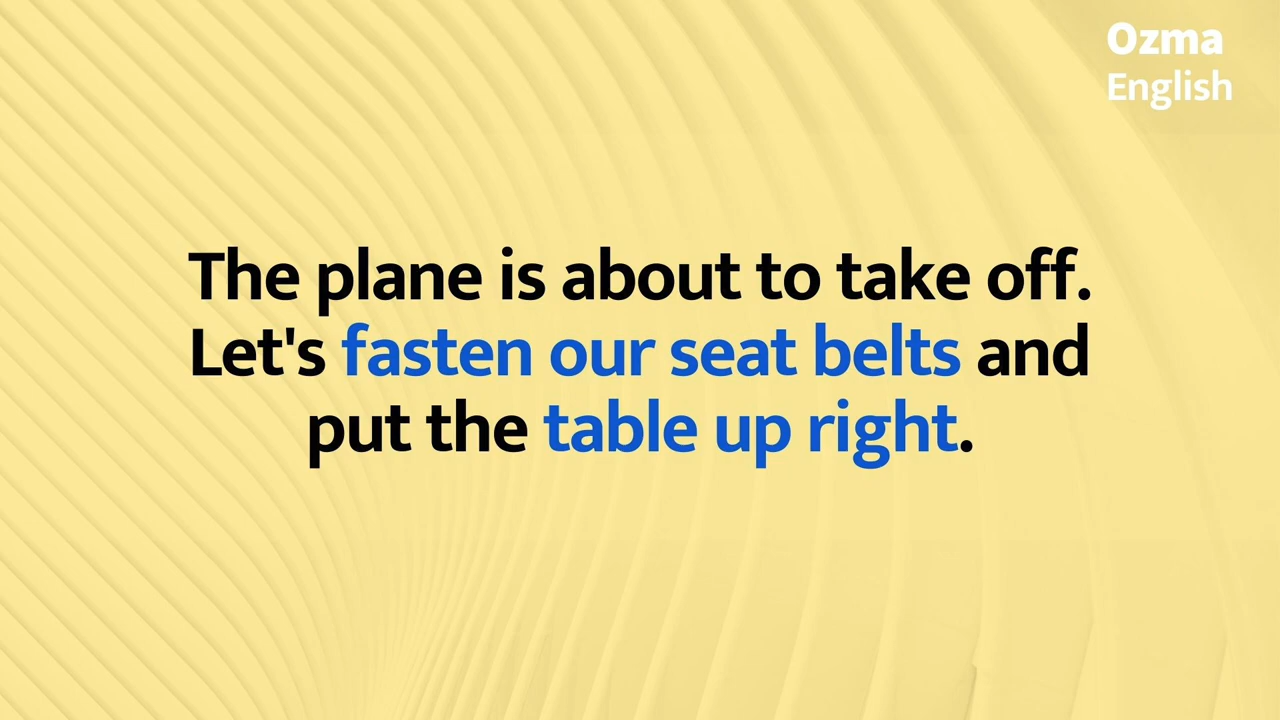 Ozma
English
The plane is about to take off.
Let's fasten our seat belts and
put the table up right.